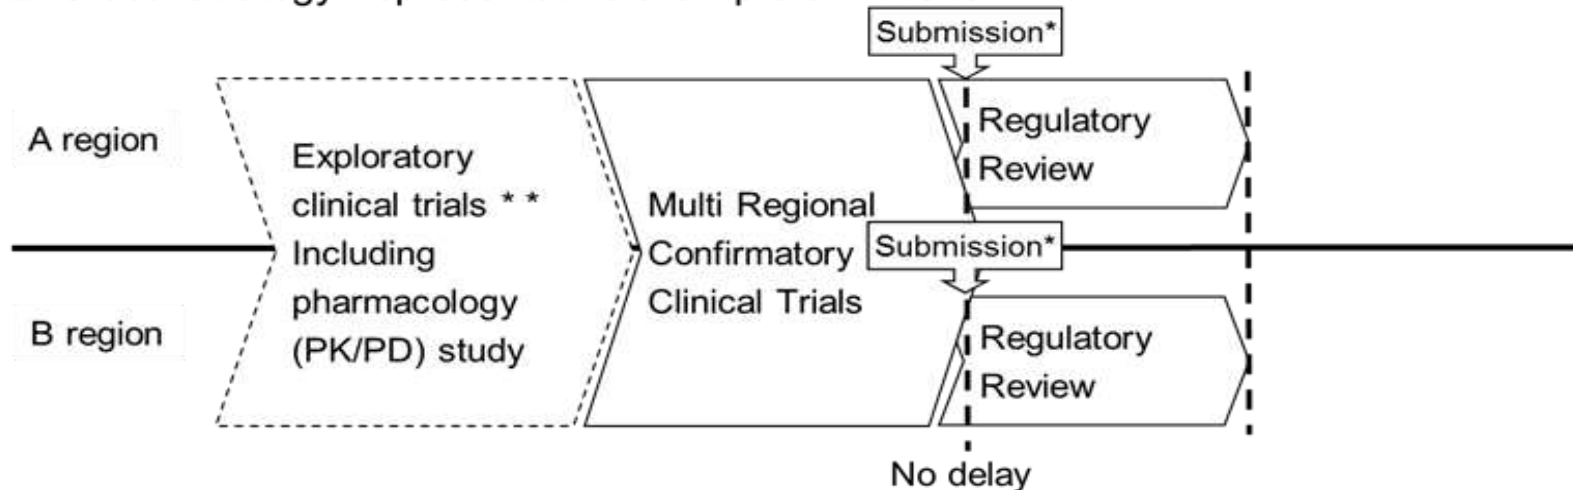 Submission*
A region
Exploratory
clinical trials * *
Including
pharmacology
(PK/PD) study
Multi Regional
Confirmatory
Clinical Trials
Regulatory
Review
Submission*
B region
Regulatory
Review
No delay